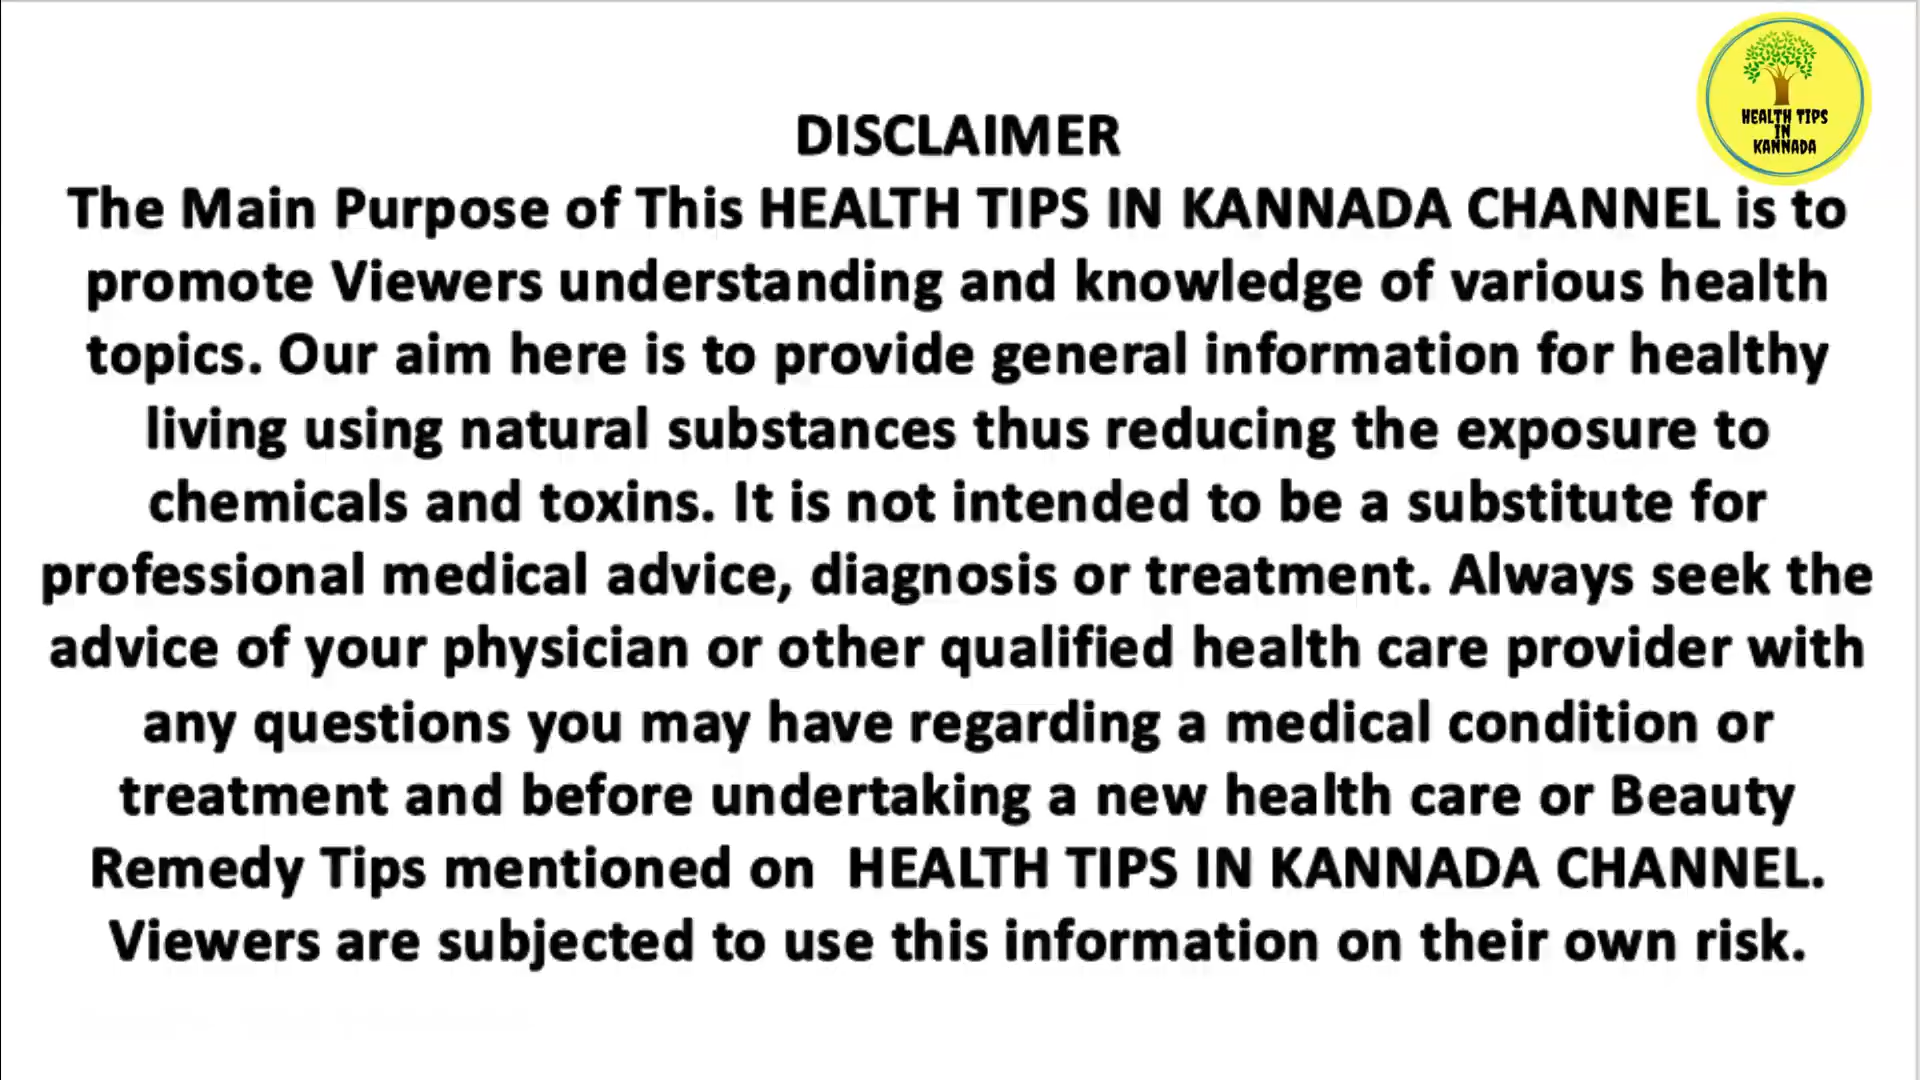 HEALTH TIPS
IN
KANNADA
DISCLAIMER
The Main Purpose of This HEALTH TIPS IN KANNADA CHANNEL is to
promote Viewers understanding and knowledge of various health
topics. Our aim here is to provide general information for healthy
living using natural substances thus reducing the exposure to
chemicals and toxins. It is not intended to be a substitute for
professional medical advice, diagnosis or treatment. Always seek the
advice of your physician or other qualified health care provider with
any questions you may have regarding a medical condition or
treatment and before undertaking a new health care or Beauty
Remedy Tips mentioned on  HEALTH TIPS IN KANNADA CHANNEL.
Viewers are subjected to use this information on their own risk.